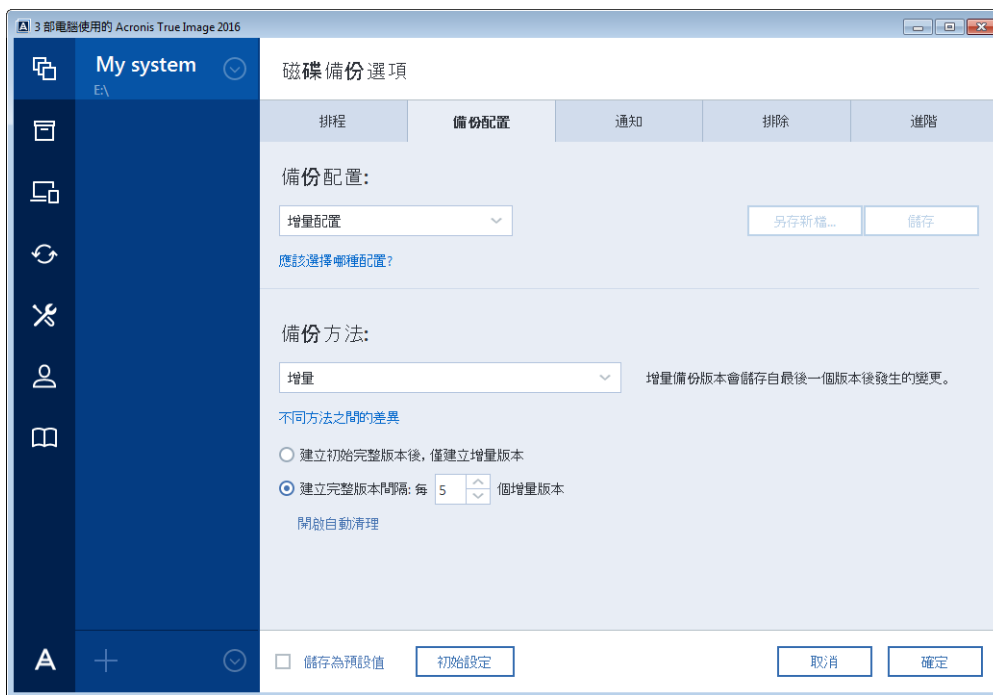 3 部電腦使用的 Acronis True Image 2016
My system
E:\
磁碟備份選項
排程
備份配置
通知
排除
進階
備份配置:
增量配置
另存新檔...
儲存
應該選擇哪種配置?
備份方法:
增量
增量備份版本會儲存自最後一個版本後發生的變更。
不同方法之間的差異
建立初始完整版本後, 僅建立增量版本
建立完整版本間隔: 每 5 個增量版本
開啟自動清理
儲存為預設值
初始設定
取消
確定